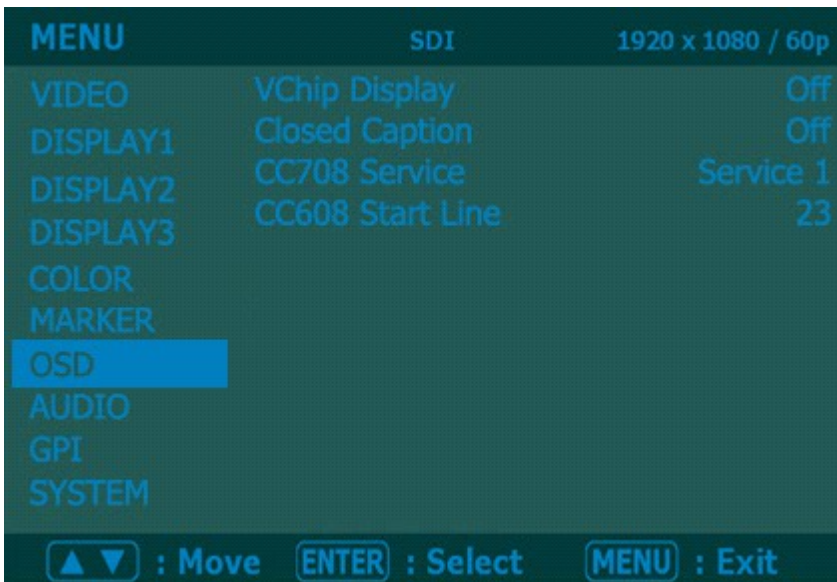 MENU SDI 1920 x 1080 / 60p
VIDEO VChip Display Off
DISPLAY1 Closed Caption Off
DISPLAY2 CC708 Service Service 1
DISPLAY3 CC608 Start Line 23
COLOR
MARKER
OSD
AUDIO
GPI
SYSTEM
▲ ▼ : Move ENTER : Select MENU : Exit